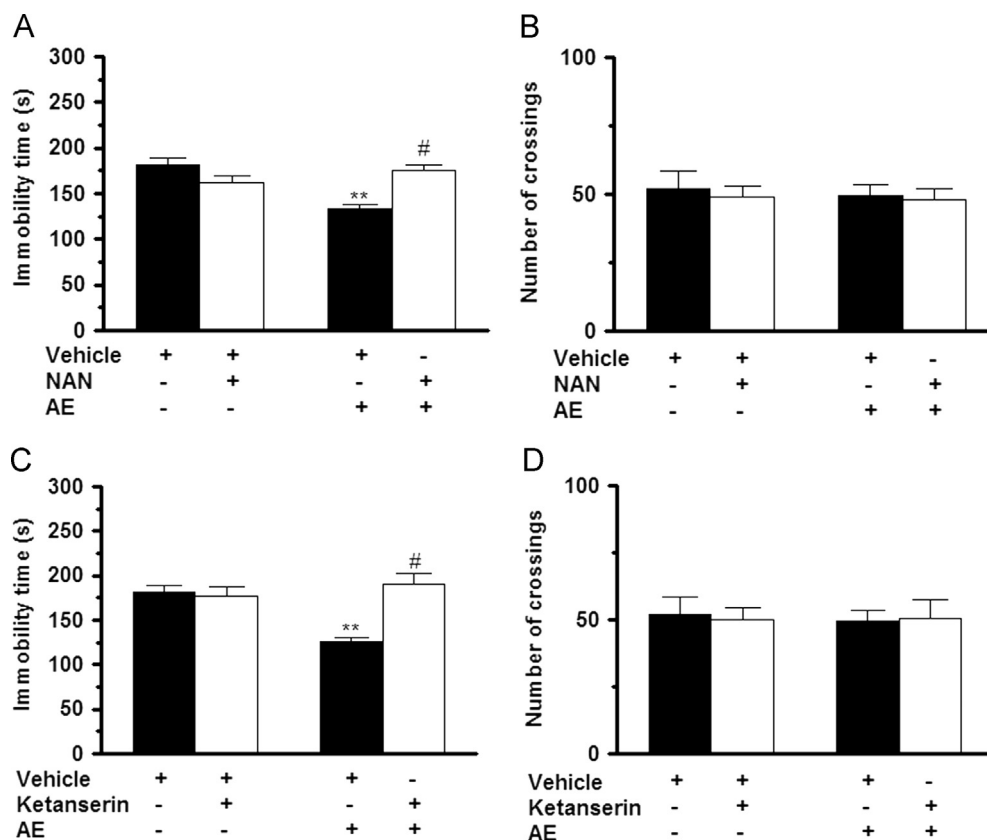 A
Immobility time (s)
300
250
200
150
100
50
0
**
#
Vehicle + + + -
NAN - + - +
AE - - + +
B
Number of crossings
100
50
0
Vehicle + + + -
NAN - + - +
AE - - + +
C
Immobility time (s)
300
250
200
150
100
50
0
**
#
Vehicle + + + -
Ketanserin - + - +
AE - - + +
D
Number of crossings
100
50
0
Vehicle + + + -
Ketanserin - + - +
AE - - + +